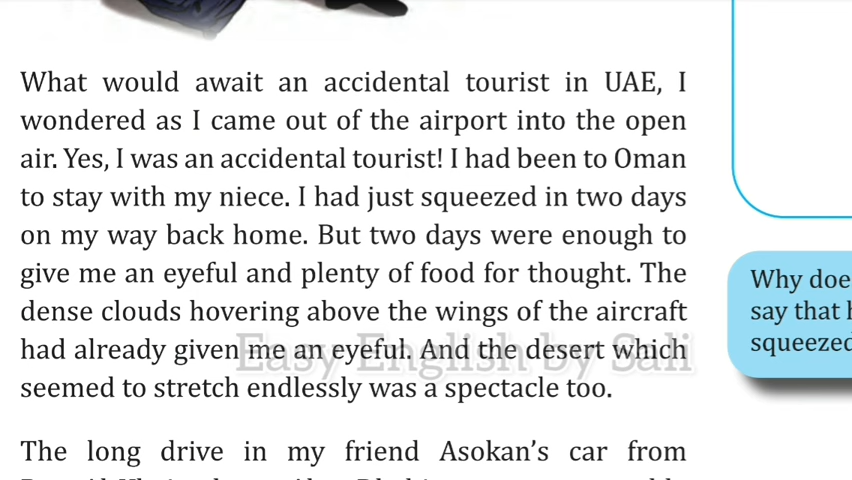 What would await an accidental tourist in UAE, I
wondered as I came out of the airport into the open
air. Yes, I was an accidental tourist! I had been to Oman
to stay with my niece. I had just squeezed in two days
on my way back home. But two days were enough to
give me an eyeful and plenty of food for thought. The
dense clouds hovering above the wings of the aircraft
had already given me an eyeful. And the desert which
seemed to stretch endlessly was a spectacle too.
The long drive in my friend Asokan's car from
Why doe
say that h
squeezed
Easy English by Sali